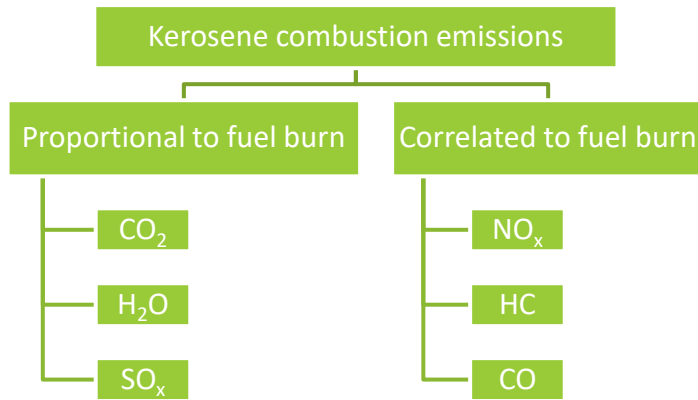 Kerosene combustion emissions
Proportional to fuel burn
CO₂
H₂O
SOₓ
Correlated to fuel burn
NOₓ
HC
CO